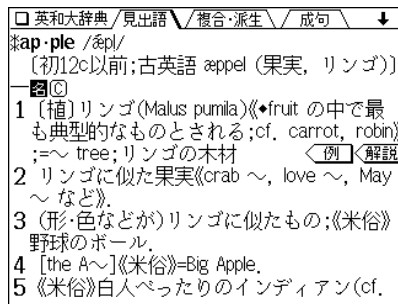 英和大辞典 見出語 複合·派生 成句
*ap·ple /ǽpl/
〔初12c以前;古英語 æppel (果実, リンゴ)〕
—名C
1 〔植〕リンゴ(Malus pumila)《◆fruit の中で最
も典型的なものとされる;cf. carrot, robin》
;=～ tree;リンゴの木材 例 解説
2 リンゴに似た果実《crab ～, love ～, May
～ など》.
3 (形·色などが)リンゴに似たもの;《米俗》
野球のボール.
4 [the A～]《米俗》=Big Apple.
5 《米俗》白人べったりのインディアン(cf.